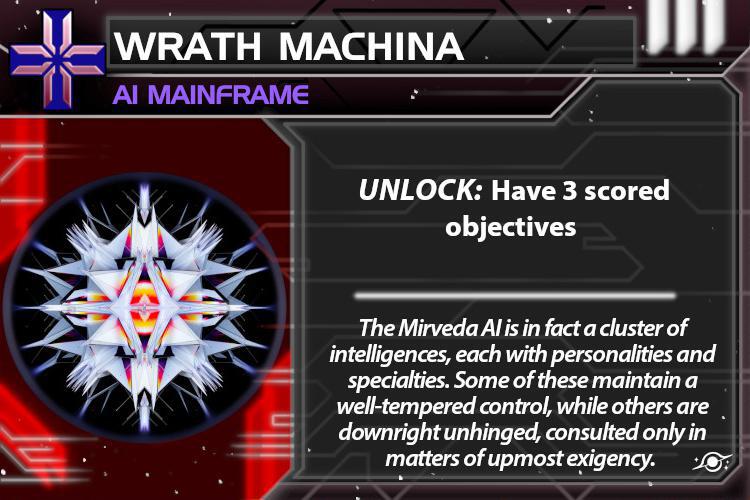 WRATH MACHINA
AI MAINFRAME
UNLOCK: Have 3 scored
objectives
The Mirveda AI is in fact a cluster of
intelligences, each with personalities and
specialties. Some of these maintain a
well-tempered control, while others are
downright unhinged, consulted only in
matters of upmost exigency.